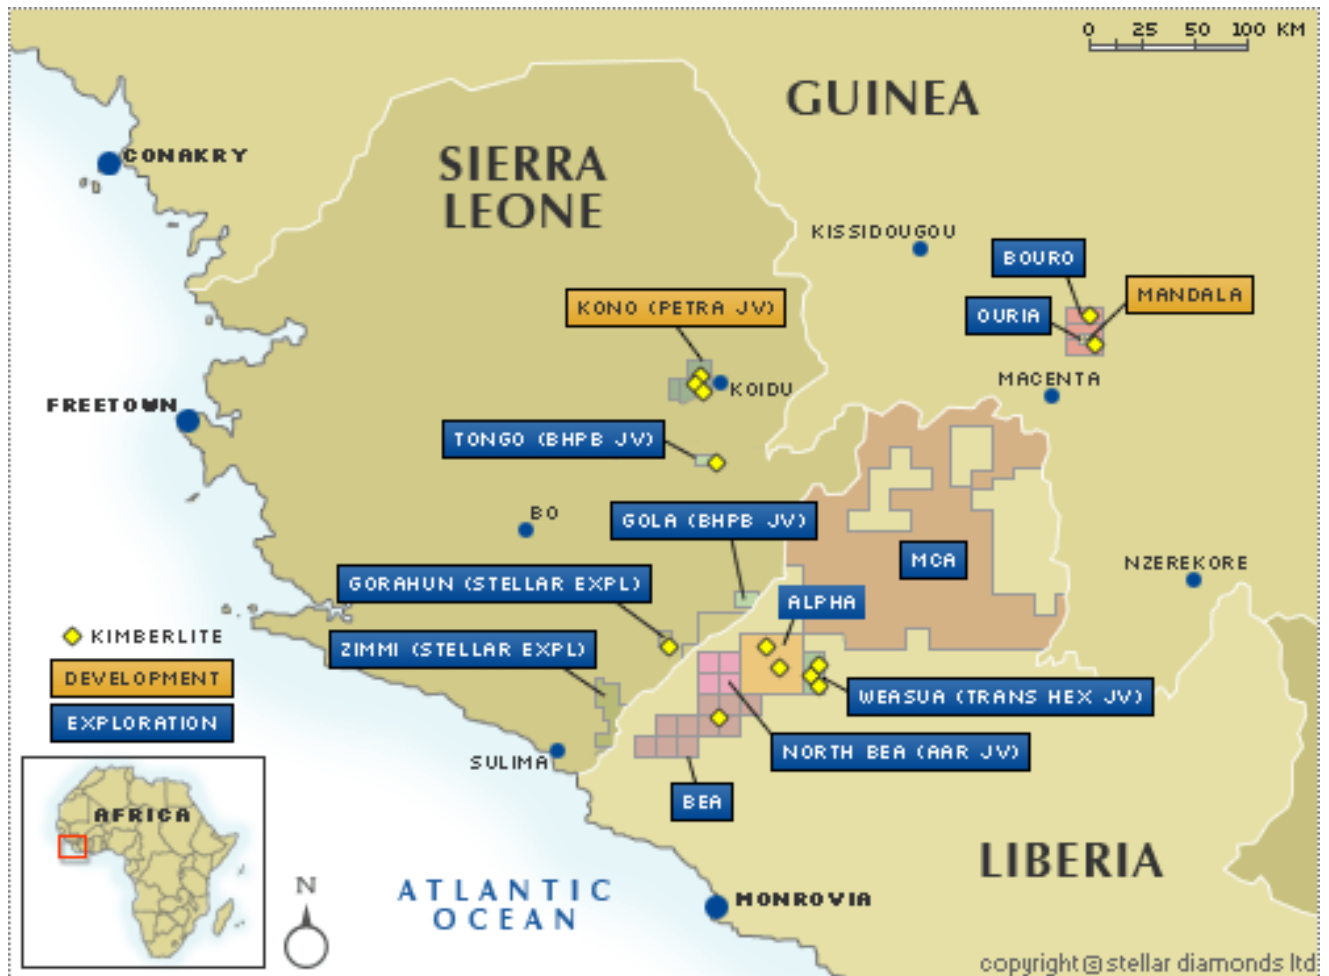 0 25 50 100 KM
GUINEA
CONAKRY
SIERRA
LEONE
KISSIDOUGOU
BOURO
MANDALA
KONO (PETRA JV)
OURIA
MACENTA
KOIDU
FREETOWN
TONGO (BHPB JV)
BO
GOLA (BHPB JV)
MCA
NZEREKORE
GORAHUN (STELLAR EXPL)
ALPHA
KIMBERLITE
ZIMMI (STELLAR EXPL)
DEVELOPMENT
WEASUA (TRANS HEX JV)
EXPLORATION
NORTH BEA (AAR JV)
SULIMA
BEA
AFRICA
LIBERIA
N
ATLANTIC
OCEAN
MONROVIA
copyright © stellar diamonds ltd